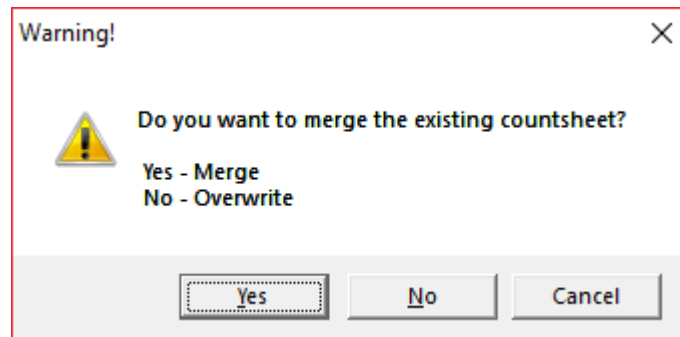 Warning!
Do you want to merge the existing countsheet?
Yes - Merge
No - Overwrite
Yes No Cancel